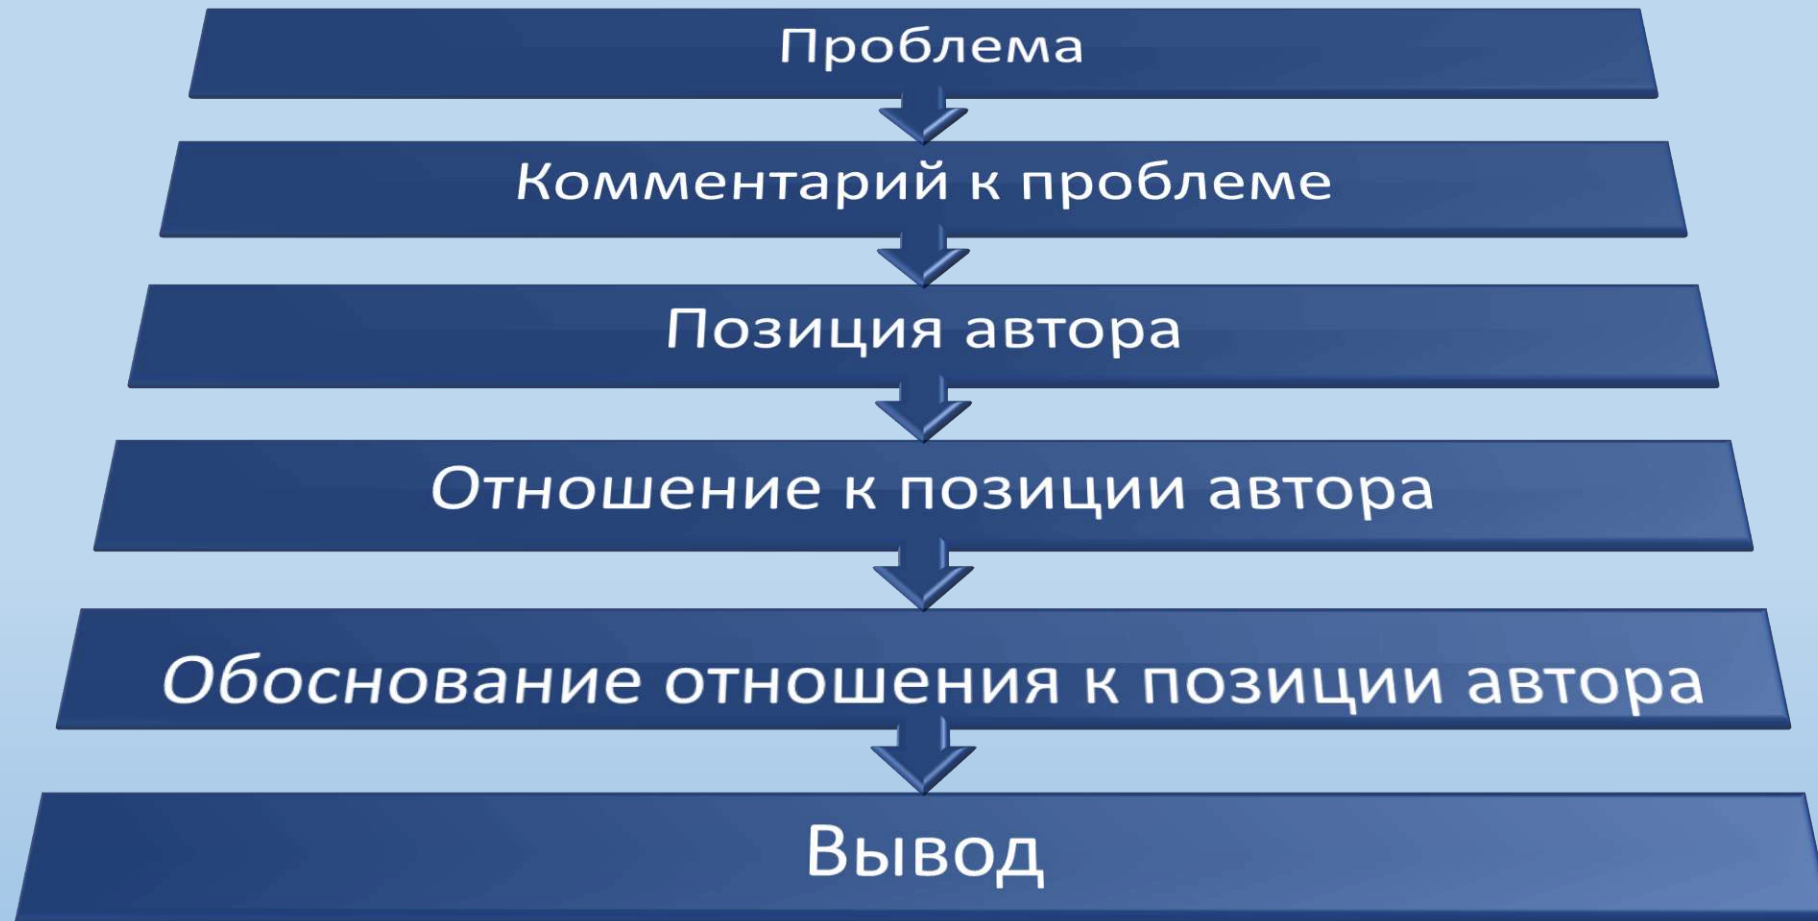 Проблема
Комментарий к проблеме
Позиция автора
Отношение к позиции автора
Обоснование отношения к позиции автора
Вывод